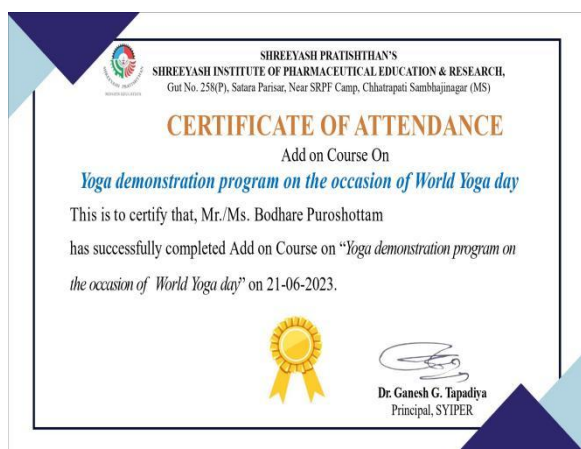 SHREEYASH PRATISHTHAN'S
SHREEYASH INSTITUTE OF PHARMACEUTICAL EDUCATION & RESEARCH,
Gut No. 258(P), Satara Parisar, Near SRPF Camp, Chhatrapati Sambhajinagar (MS)
CERTIFICATE OF ATTENDANCE
Add on Course On
Yoga demonstration program on the occasion of World Yoga day
This is to certify that, Mr./Ms. Bodhare Puroshottam
has successfully completed Add on Course on “Yoga demonstration program on
the occasion of World Yoga day” on 21-06-2023.
Dr. Ganesh G. Tapadiya
Principal, SYIPER